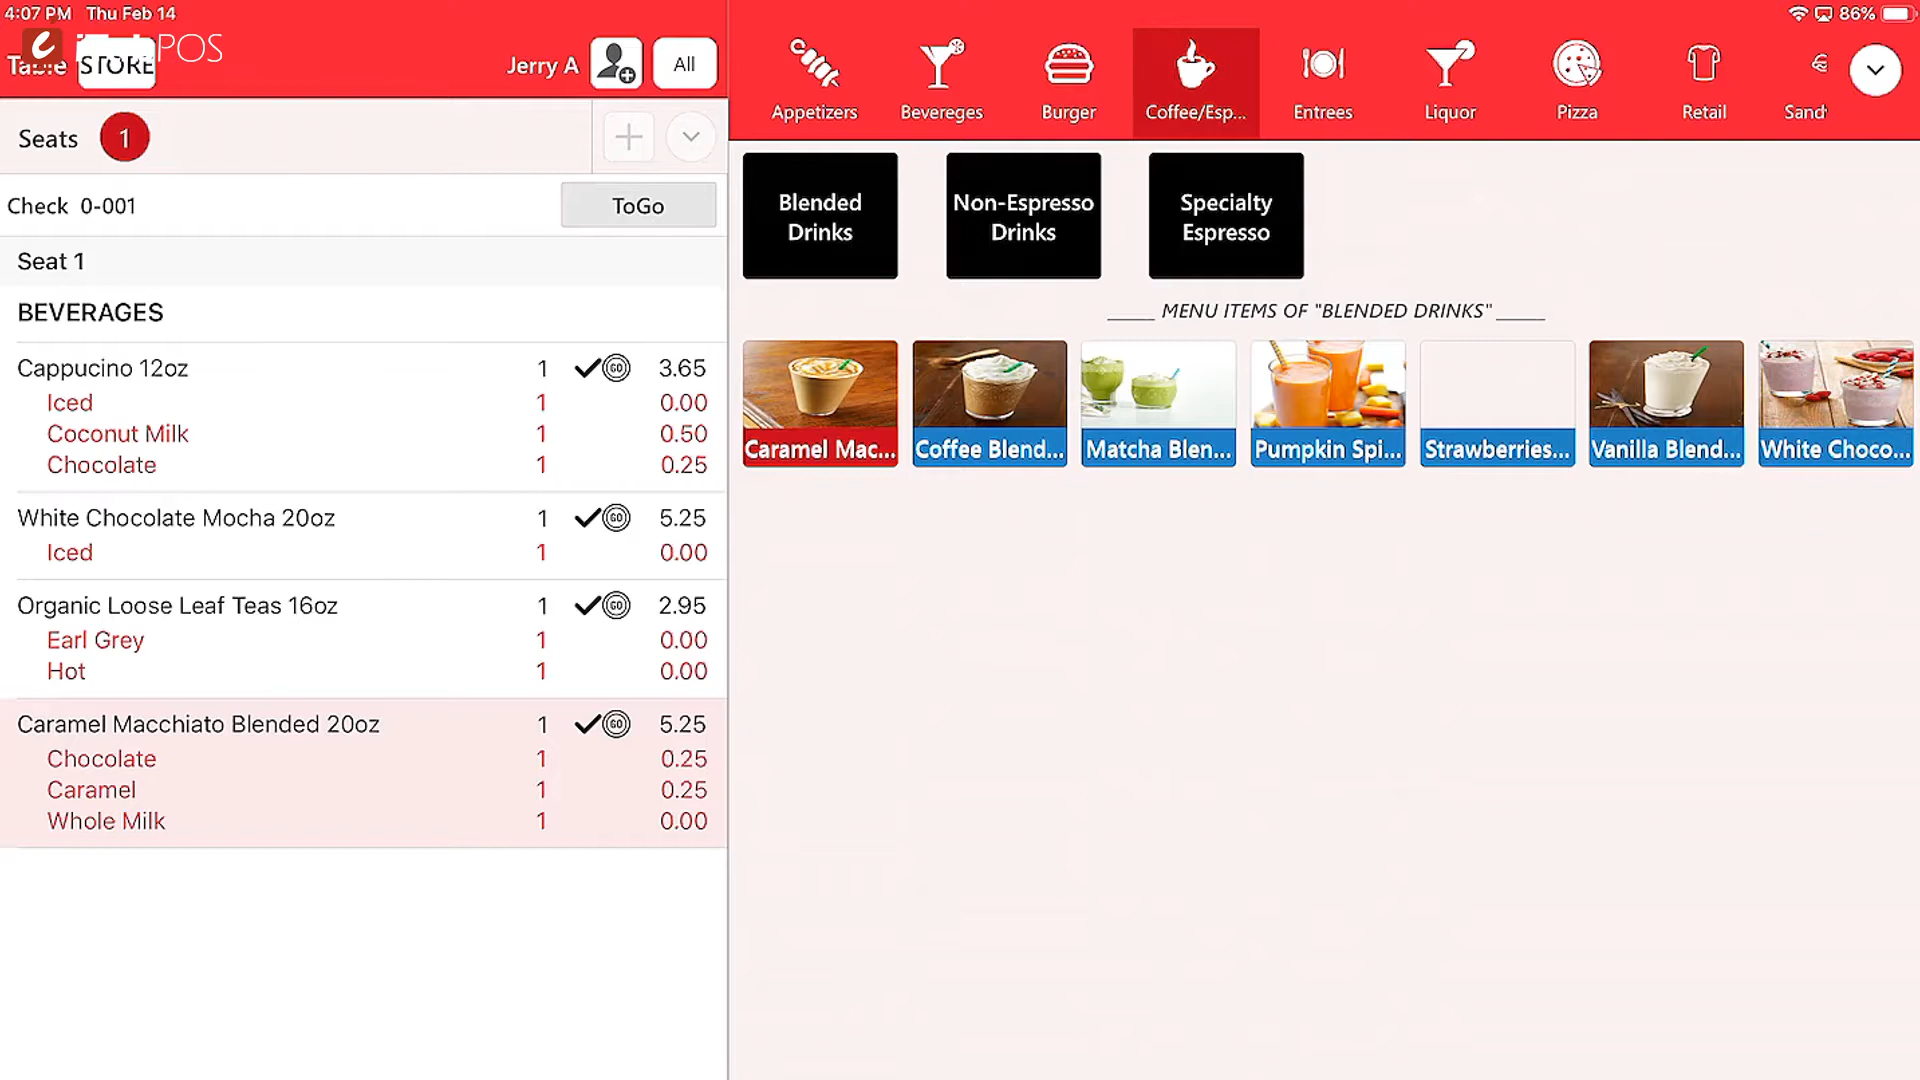 4:07 PM Thu Feb 14
86%
Table STORE
POS
Jerry A
All
Appetizers
Bevereges
Burger
Coffee/Esp...
Entrees
Liquor
Pizza
Retail
Sand
Seats 1
Check 0-001
ToGo
Seat 1
BEVERAGES
Cappucino 12oz 1 GO 3.65
Iced 1 0.00
Coconut Milk 1 0.50
Chocolate 1 0.25
White Chocolate Mocha 20oz 1 GO 5.25
Iced 1 0.00
Organic Loose Leaf Teas 16oz 1 GO 2.95
Earl Grey 1 0.00
Hot 1 0.00
Caramel Macchiato Blended 20oz 1 GO 5.25
Chocolate 1 0.25
Caramel 1 0.25
Whole Milk 1 0.00
Blended
Drinks
Non-Espresso
Drinks
Specialty
Espresso
MENU ITEMS OF "BLENDED DRINKS"
Caramel Mac...
Coffee Blend...
Matcha Blen...
Pumpkin Spi...
Strawberries...
Vanilla Blend...
White Choco...